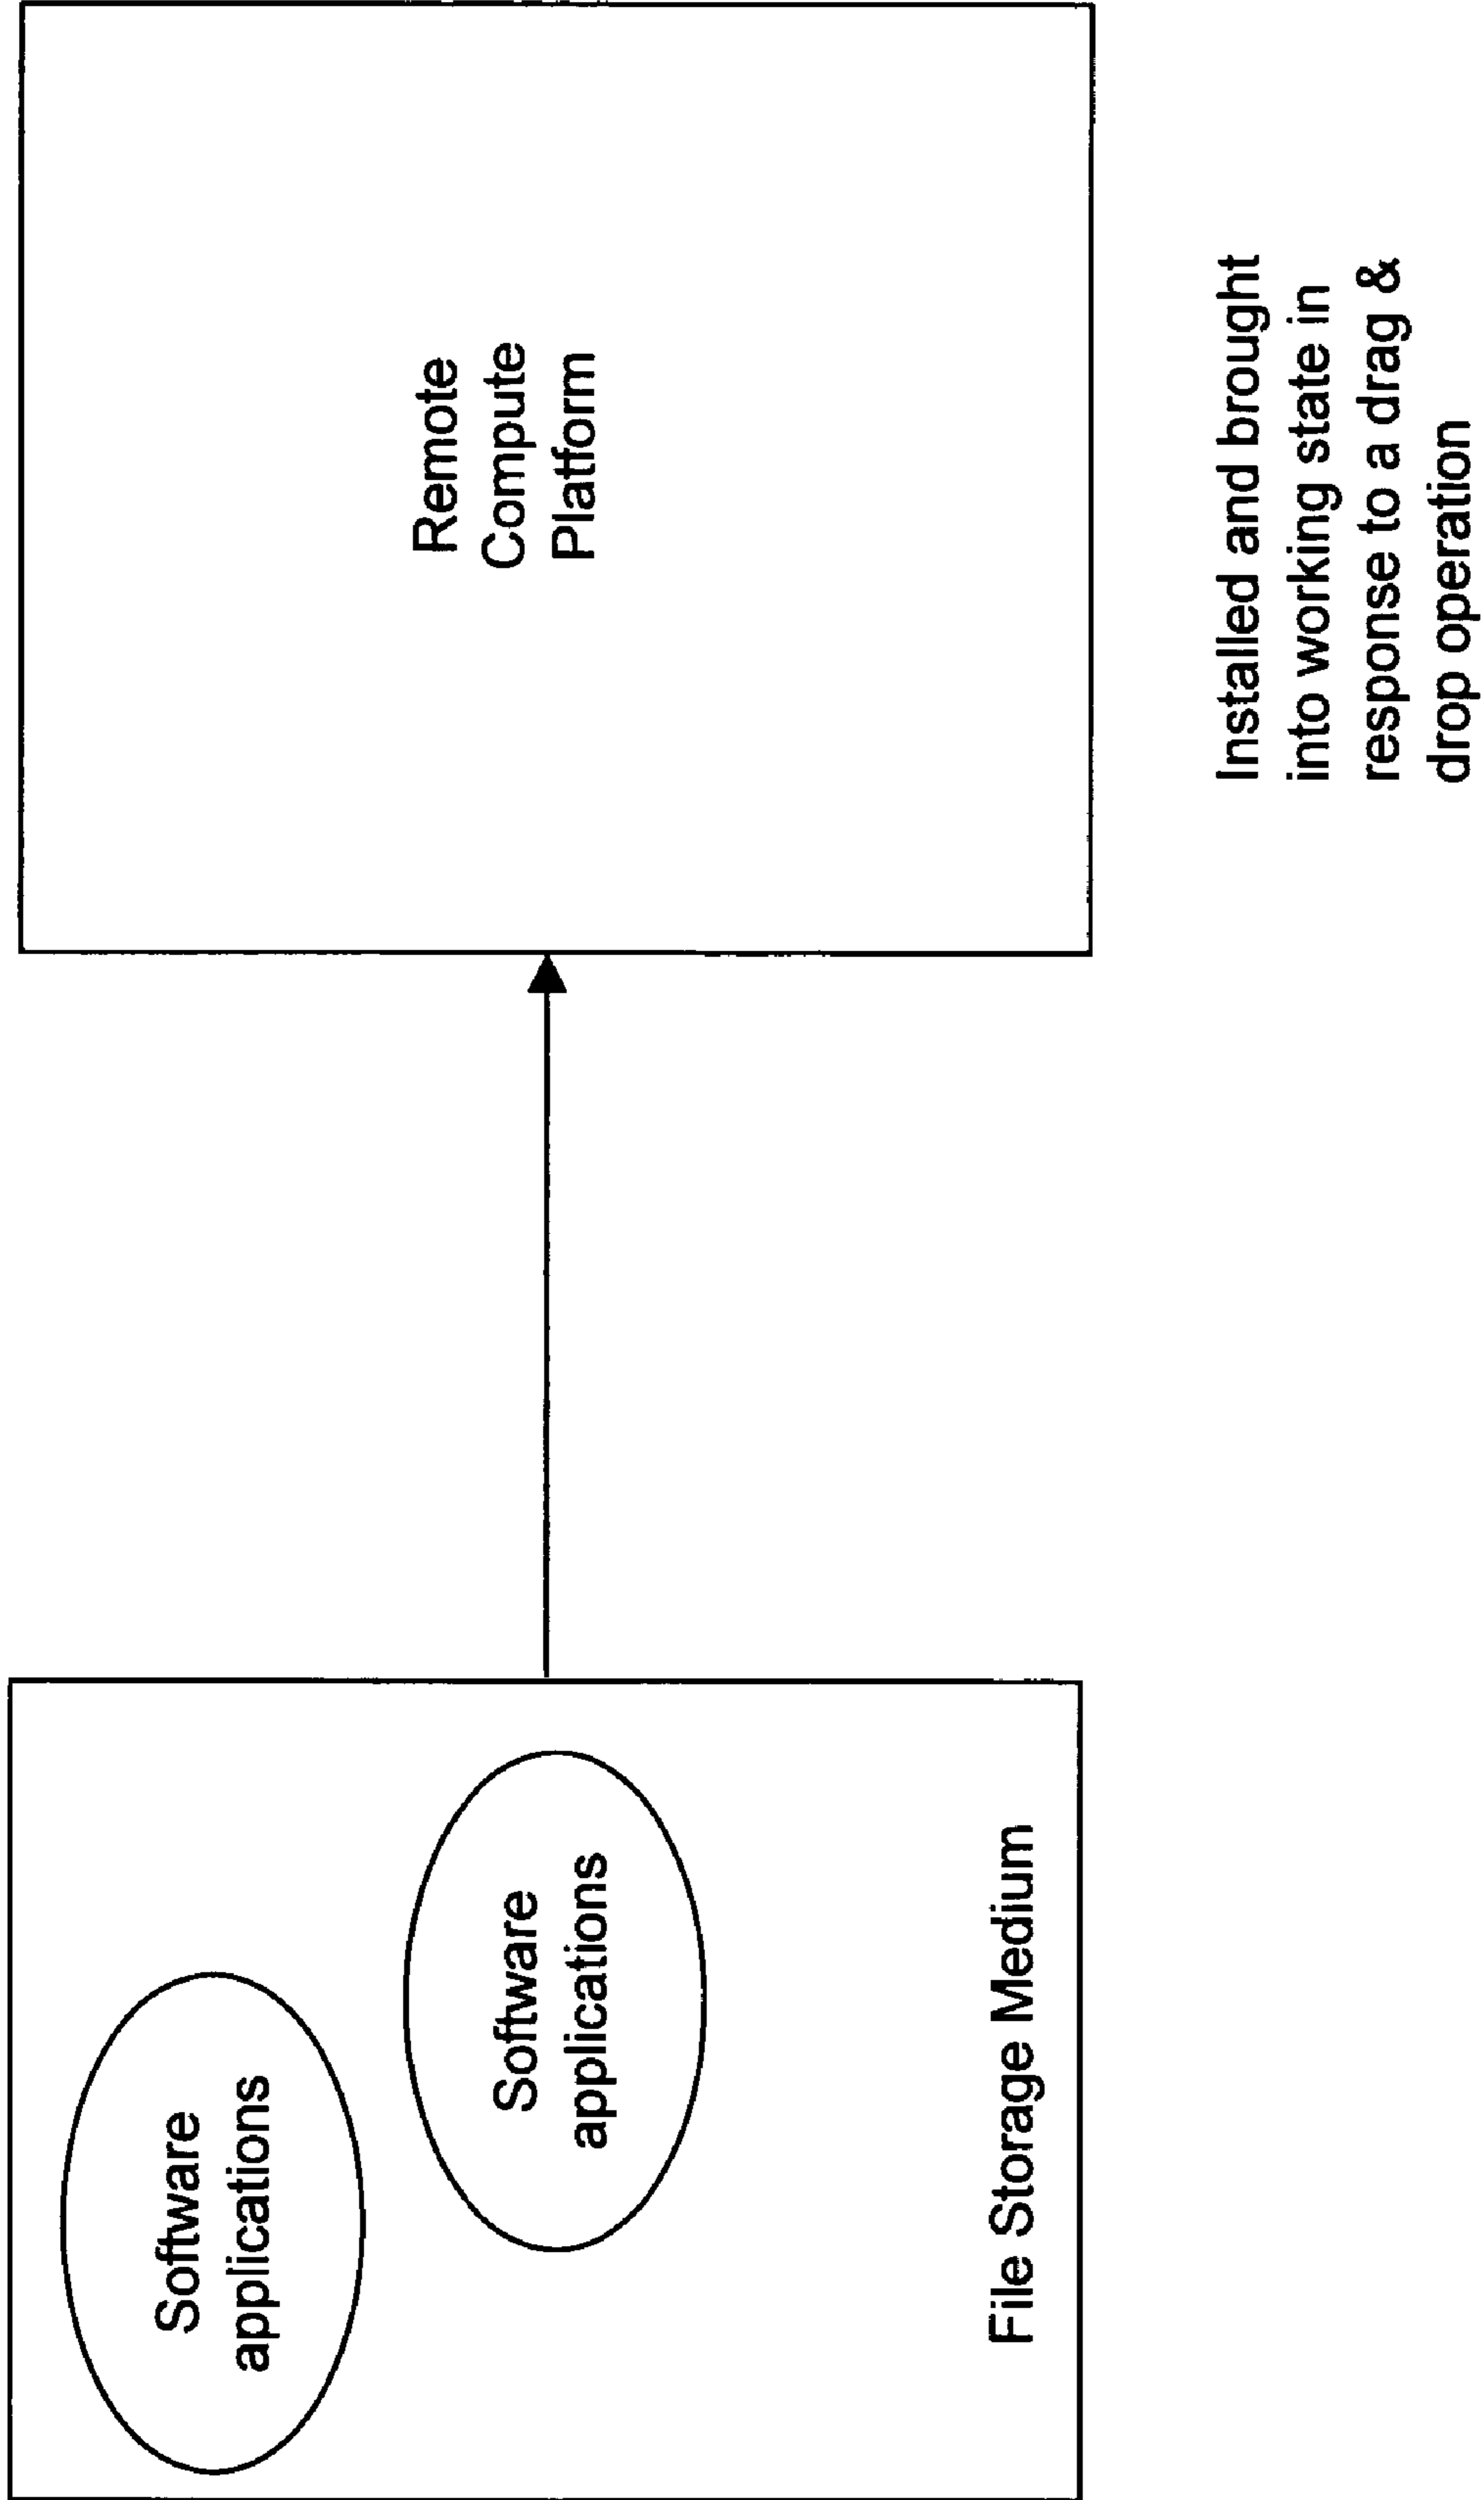 Software
applications
Software
applications
File Storage Medium
Remote
Compute
Platform
Installed and brought
into working state in
response to a drag &
drop operation